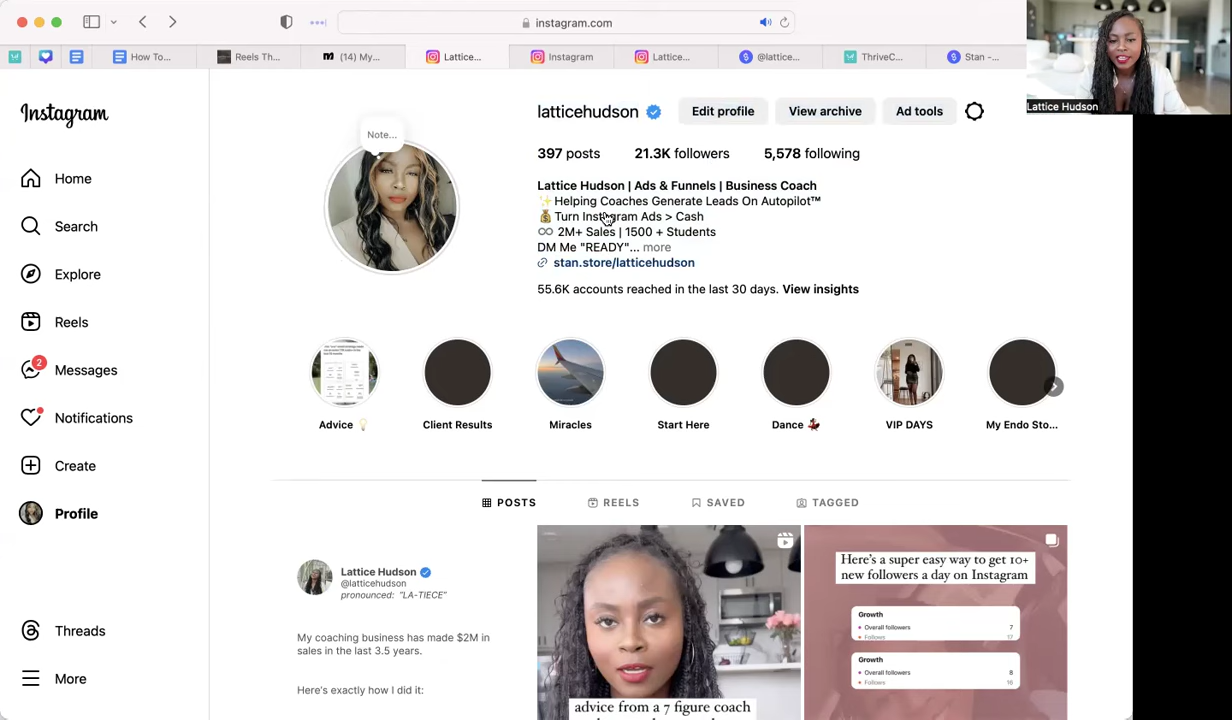 instagram.com
How To...
Reels Th...
(14) My...
Lattice...
Instagram
Lattice...
@lattice...
ThriveC...
Stan -...
Lattice Hudson
Instagram
Home
Search
Explore
Reels
2
Messages
Notifications
Create
Profile
Threads
More
Note...
latticehudson
Edit profile
View archive
Ad tools
397 posts
21.3K followers
5,578 following
Lattice Hudson | Ads & Funnels | Business Coach
✨Helping Coaches Generate Leads On Autopilot™
💰Turn Instagram Ads > Cash
♾ 2M+ Sales | 1500 + Students
DM Me "READY"... more
stan.store/latticehudson
55.6K accounts reached in the last 30 days. View insights
Advice 💡
Client Results
Miracles
Start Here
Dance 💃
VIP DAYS
My Endo Sto...
POSTS
REELS
SAVED
TAGGED
Lattice Hudson
@latticehudson
pronounced: "LA-TIECE"
My coaching business has made $2M in
sales in the last 3.5 years.
Here's exactly how I did it:
advice from a 7 figure coach
Here's a super easy way to get 10+
new followers a day on Instagram
Growth
Overall followers 7
Follows 17
Growth
Overall followers 8
Follows